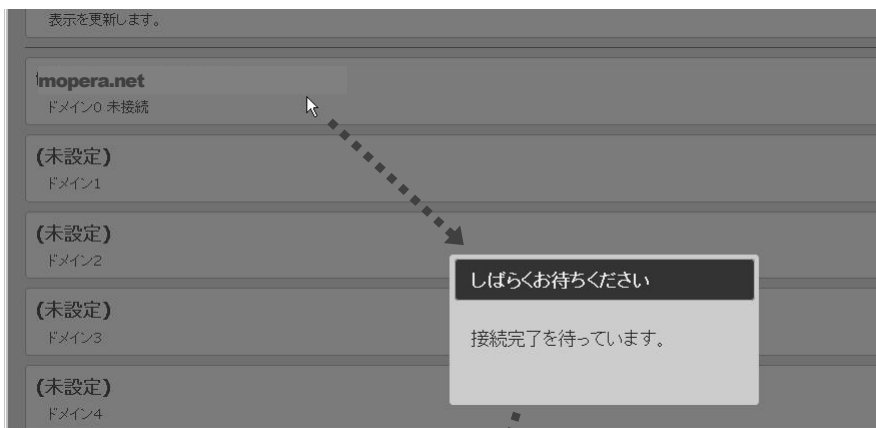 表示を更新します。
mopera.net
ドメイン0 未接続
(未設定)
ドメイン1
(未設定)
ドメイン2
(未設定)
ドメイン3
(未設定)
ドメイン4
しばらくお待ちください
接続完了を待っています。